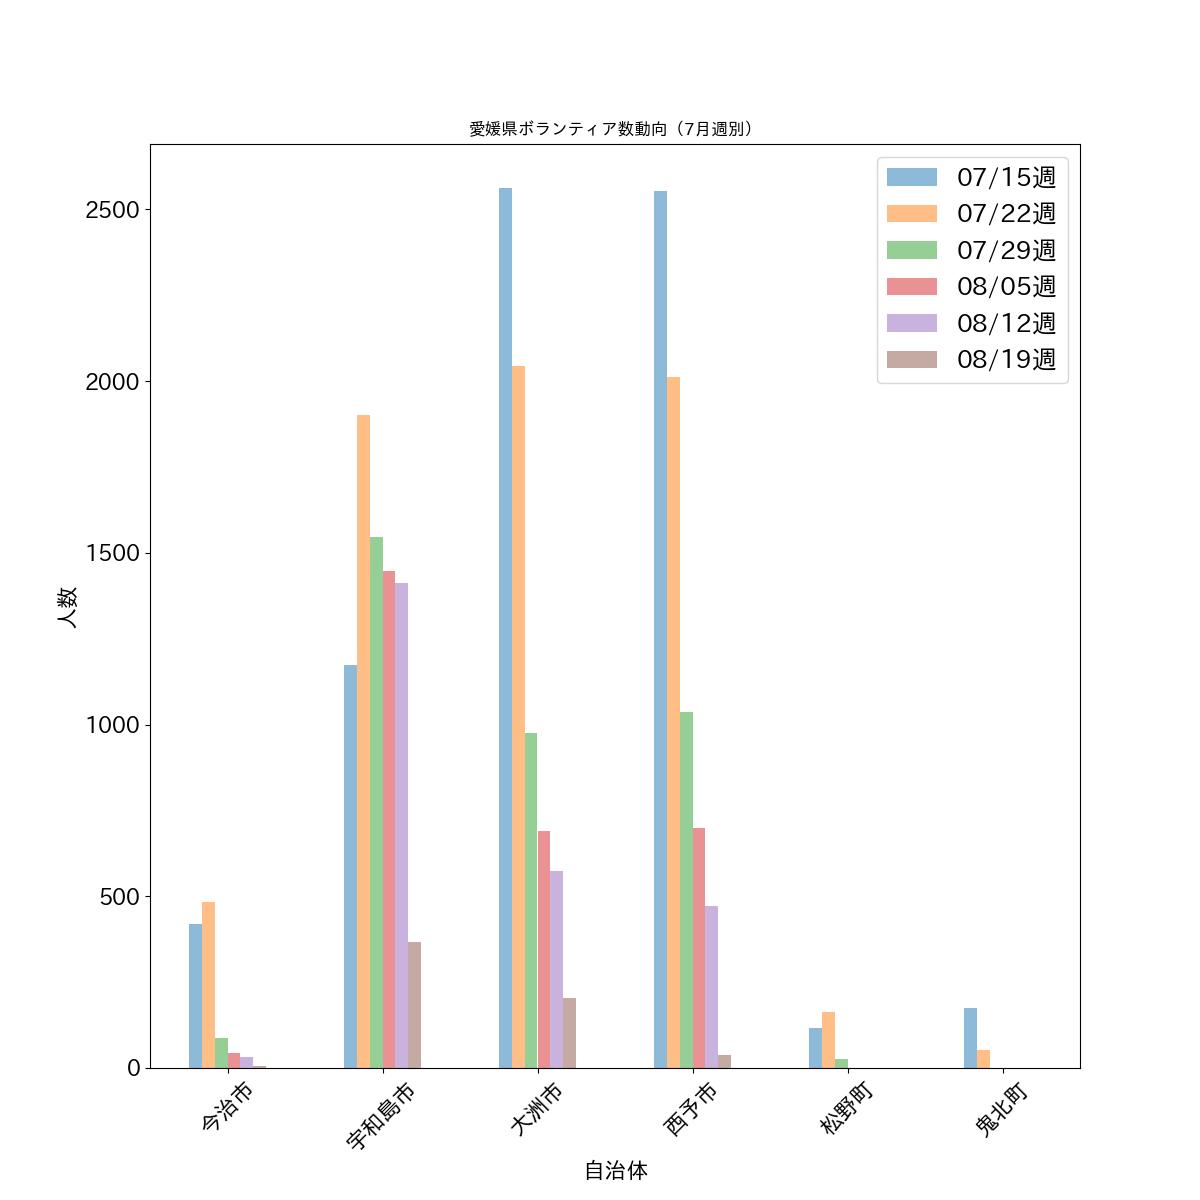 愛媛県ボランティア数動向（7月週別）
07/15週
07/22週
07/29週
08/05週
08/12週
08/19週
2500
2000
1500
1000
500
0
人数
今治市
宇和島市
大洲市
西予市
松野町
鬼北町
自治体